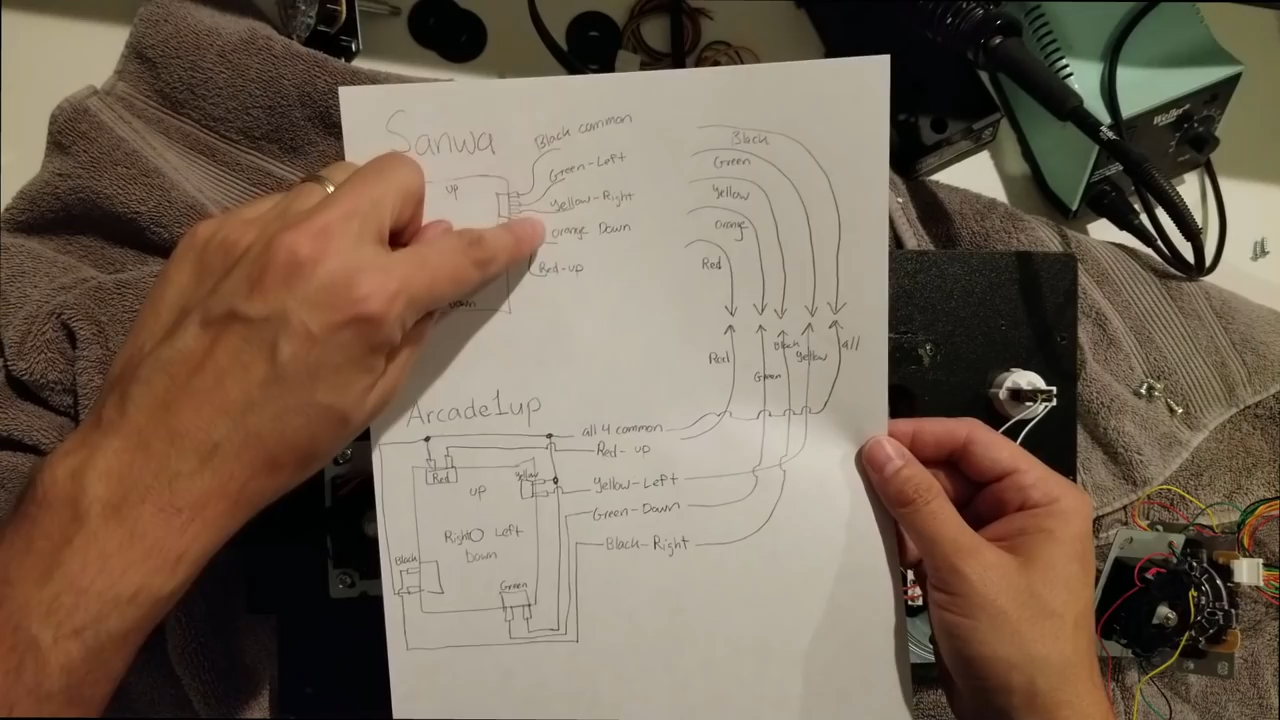 Sanwa
Black common
Green-Left
Yellow-Right
Orange Down
Red-up
up
Down
Black
Green
Yellow
Orange
Red
Red
Green
Black
Yellow
all
Arcade1up
all 4 common
Red- up
Yellow-Left
Green-Down
Black-Right
Red
up
Yellow
Right Left
Down
Black
Green
Weller